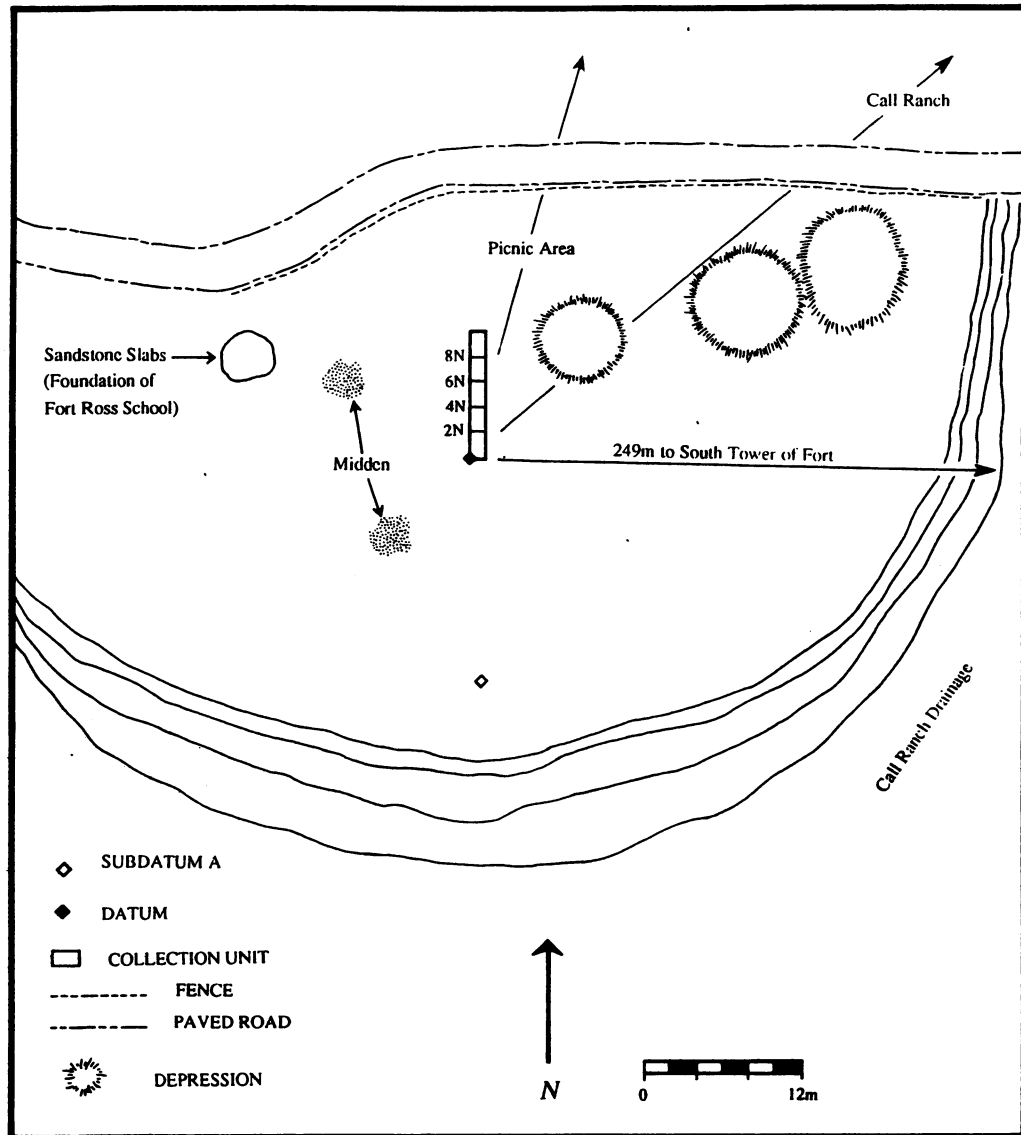 Call Ranch
Picnic Area
Sandstone Slabs
(Foundation of
Fort Ross School)
8N
6N
4N
2N
Midden
249m to South Tower of Fort
Call Ranch Drainage
SUBDATUM A
DATUM
COLLECTION UNIT
FENCE
PAVED ROAD
DEPRESSION
N
0
12m